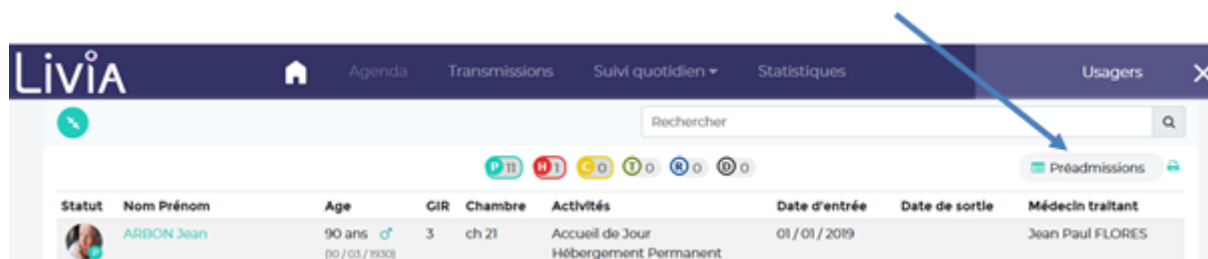 Livia Agenda Transmissions Suivi quotidien Statistiques Usagers
Rechercher
P 11 H 1 C 0 T 0 R 0 D 0 Préadmissions
Statut Nom Prénom Age GIR Chambre Activités Date d'entrée Date de sortie Médecin traitant
P ARBON Jean 90 ans 3 ch 21 Accueil de Jour 01/01/2019 Jean Paul FLORES
(10/03/1930) Hébergement Permanent